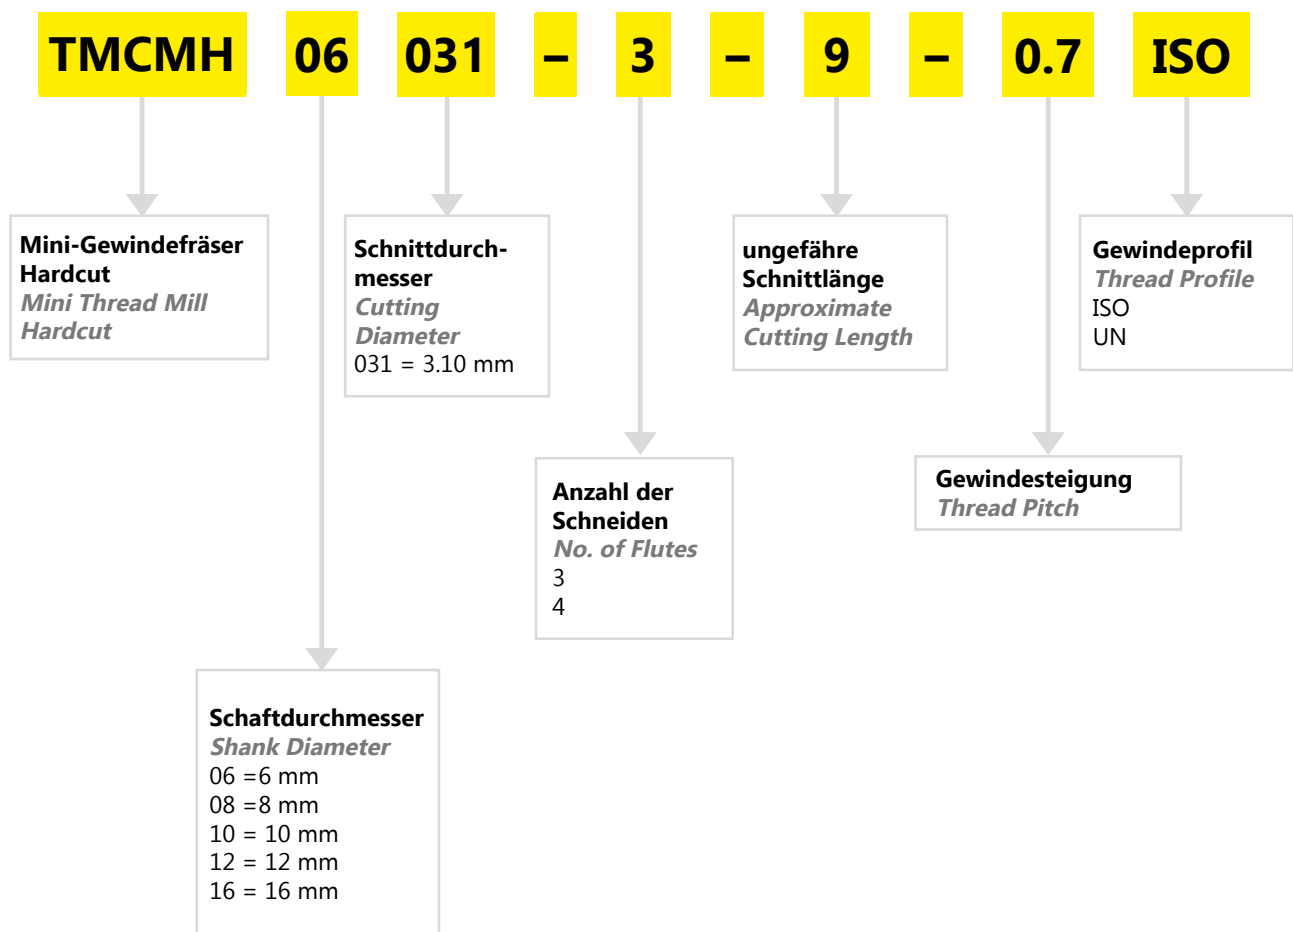 TMCMH 06 031 – 3 – 9 – 0.7 ISO
Mini-Gewindefräser
Hardcut
Mini Thread Mill
Hardcut
Schnittdurch-
messer
Cutting
Diameter
031 = 3.10 mm
ungefähre
Schnittlänge
Approximate
Cutting Length
Gewindeprofil
Thread Profile
ISO
UN
Anzahl der
Schneiden
No. of Flutes
3
4
Gewindesteigung
Thread Pitch
Schaftdurchmesser
Shank Diameter
06 =6 mm
08 =8 mm
10 = 10 mm
12 = 12 mm
16 = 16 mm